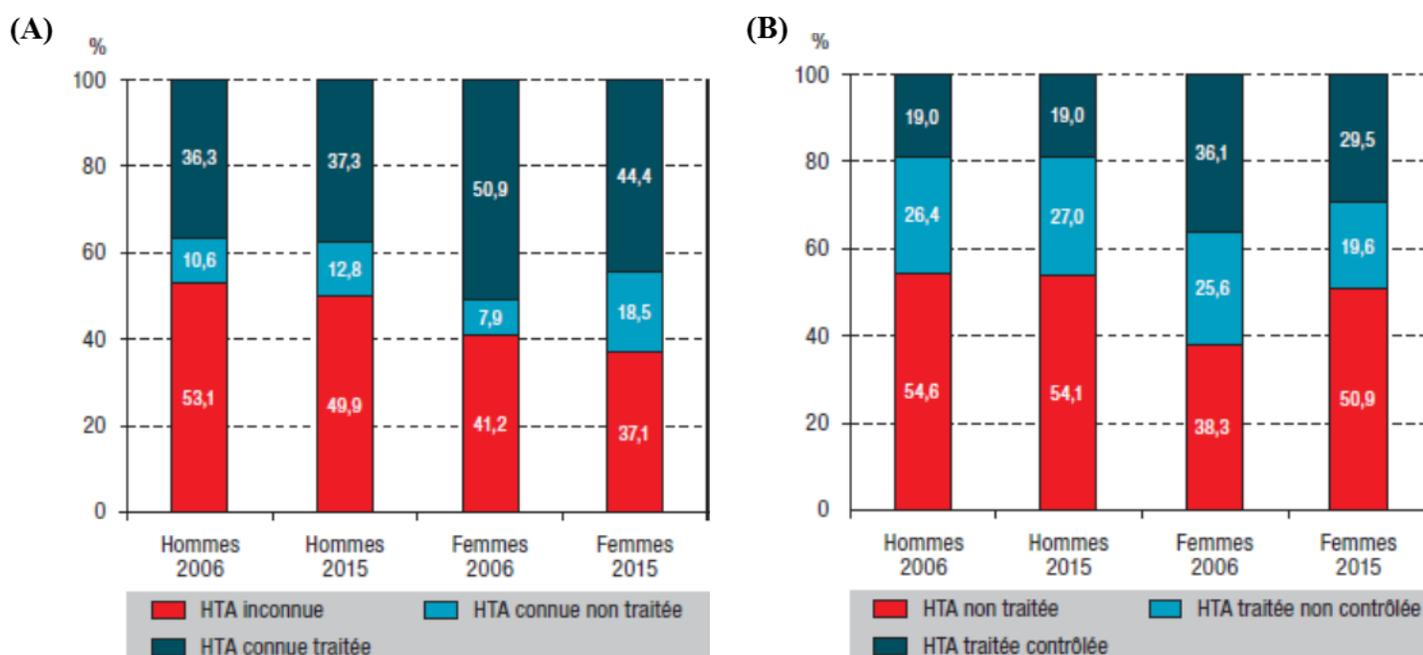 (A)
%
100
80
60
40
20
0
36,3
10,6
53,1
37,3
12,8
49,9
50,9
7,9
41,2
44,4
18,5
37,1
Hommes
2006
Hommes
2015
Femmes
2006
Femmes
2015
HTA inconnue
HTA connue non traitée
HTA connue traitée
(B)
%
100
80
60
40
20
0
19,0
26,4
54,6
19,0
27,0
54,1
36,1
25,6
38,3
29,5
19,6
50,9
Hommes
2006
Hommes
2015
Femmes
2006
Femmes
2015
HTA non traitée
HTA traitée non contrôlée
HTA traitée contrôlée